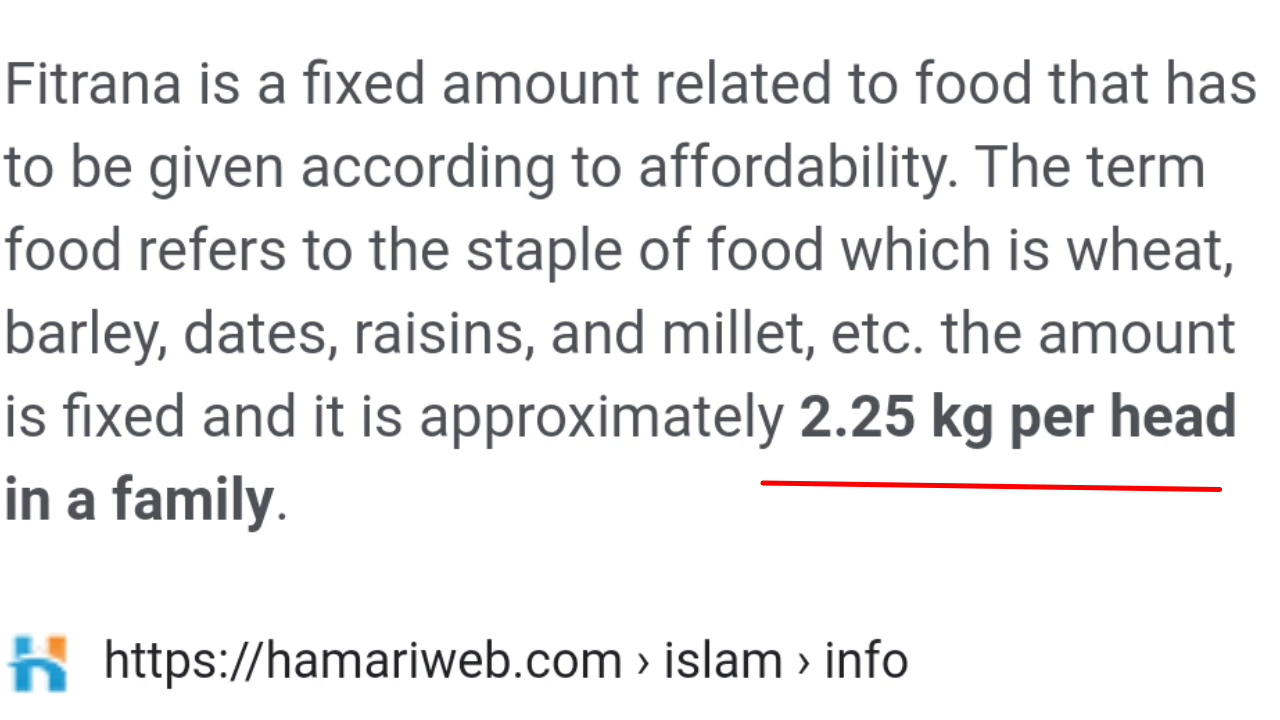 Fitrana is a fixed amount related to food that has
to be given according to affordability. The term
food refers to the staple of food which is wheat,
barley, dates, raisins, and millet, etc. the amount
is fixed and it is approximately 2.25 kg per head
in a family.
https://hamariweb.com › islam › info